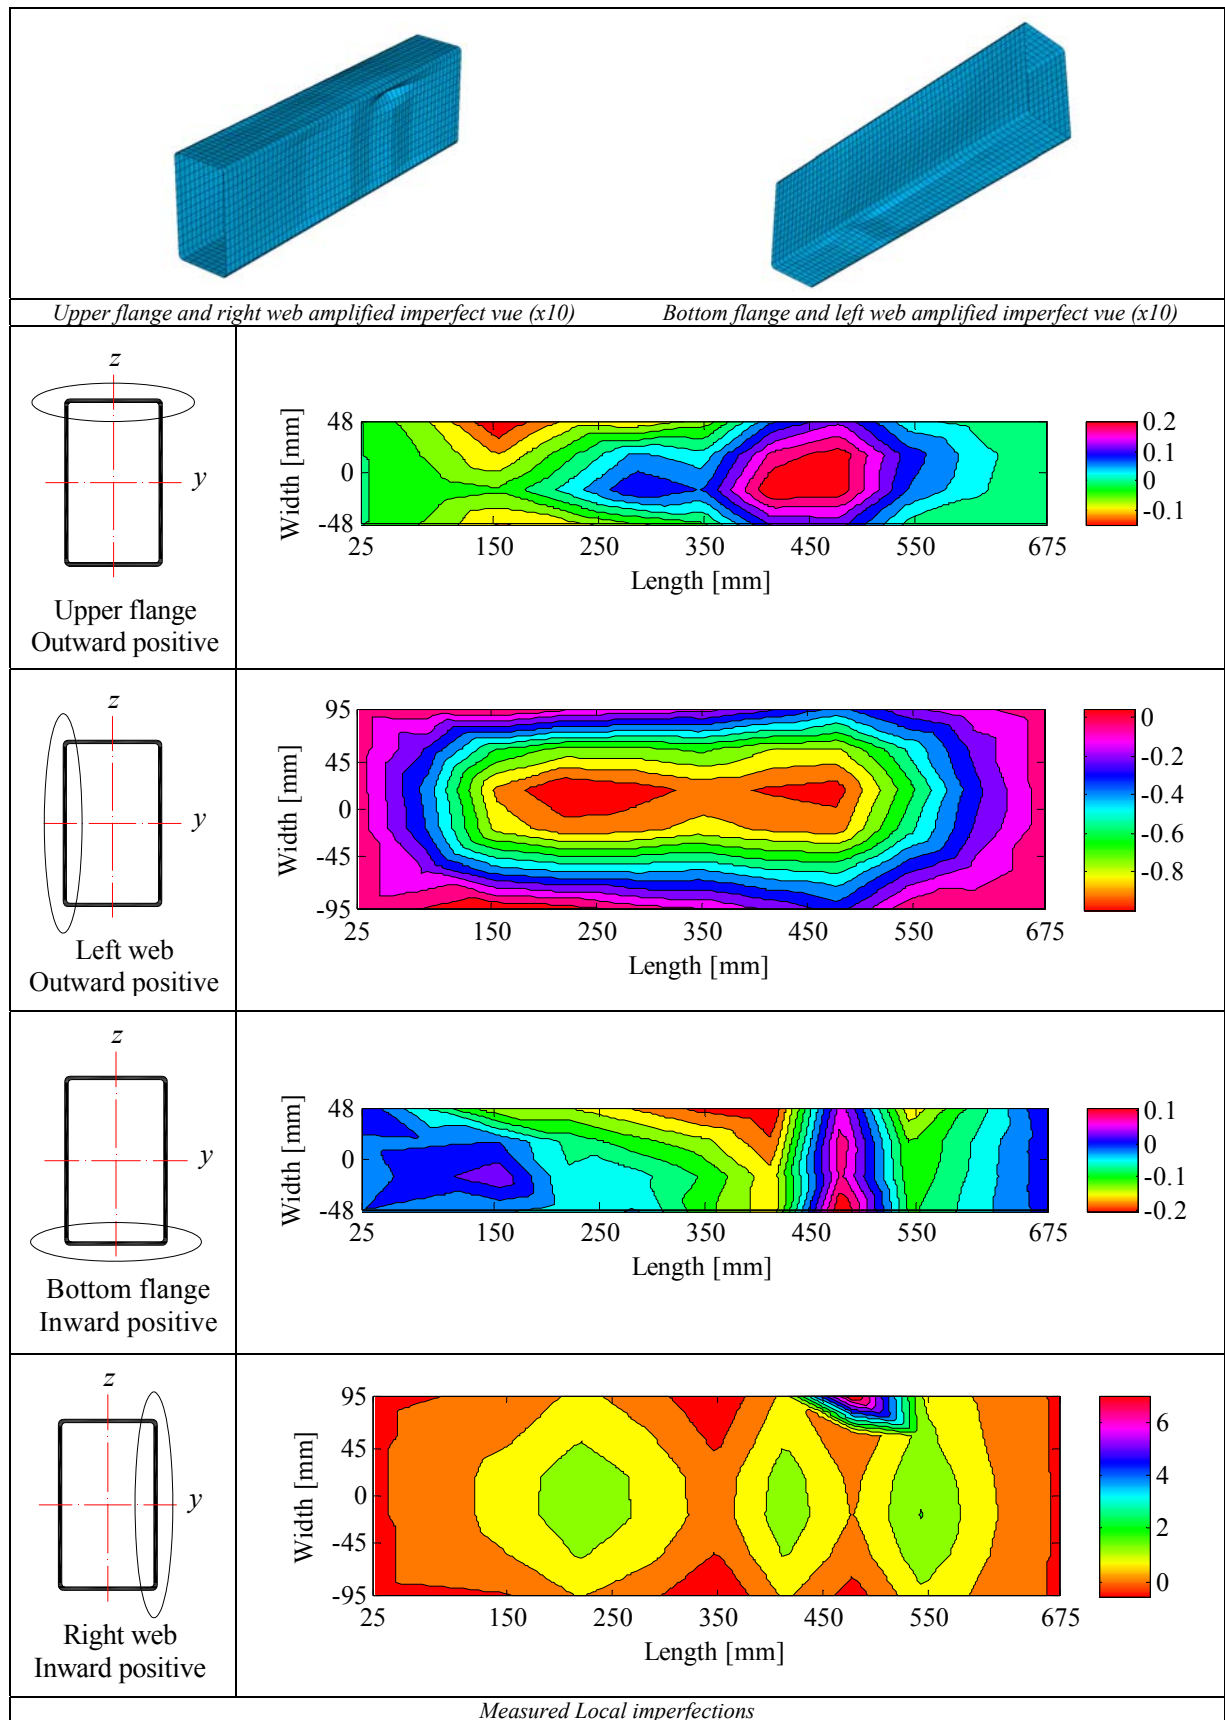 Upper flange and right web amplified imperfect vue (x10)
Bottom flange and left web amplified imperfect vue (x10)
z
y
Upper flange
Outward positive
Width [mm]
48
0
-48
25 150 250 350 450 550 675
Length [mm]
0.2
0.1
0
-0.1
z
y
Left web
Outward positive
Width [mm]
95
45
0
-45
-95
25 150 250 350 450 550 675
Length [mm]
0
-0.2
-0.4
-0.6
-0.8
z
y
Bottom flange
Inward positive
Width [mm]
48
0
-48
25 150 250 350 450 550 675
Length [mm]
0.1
0
-0.1
-0.2
z
y
Right web
Inward positive
Width [mm]
95
45
0
-45
-95
25 150 250 350 450 550 675
Length [mm]
6
4
2
0
Measured Local imperfections